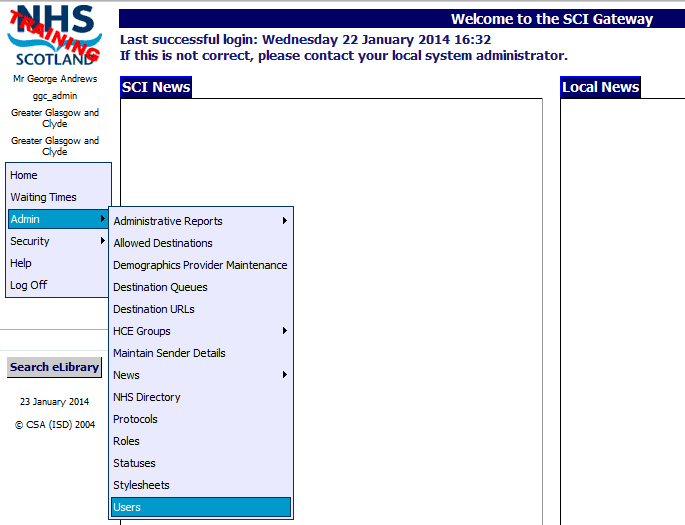 NHS
TRAINING
SCOTLAND
Mr George Andrews
ggc_admin
Greater Glasgow and
Clyde
Greater Glasgow and
Clyde
Home
Waiting Times
Admin
Security
Help
Log Off
Search eLibrary
23 January 2014
© CSA (ISD) 2004
Welcome to the SCI Gateway
Last successful login: Wednesday 22 January 2014 16:32
If this is not correct, please contact your local system administrator.
SCI News
Local News
Administrative Reports
Allowed Destinations
Demographics Provider Maintenance
Destination Queues
Destination URLs
HCE Groups
Maintain Sender Details
News
NHS Directory
Protocols
Roles
Statuses
Stylesheets
Users